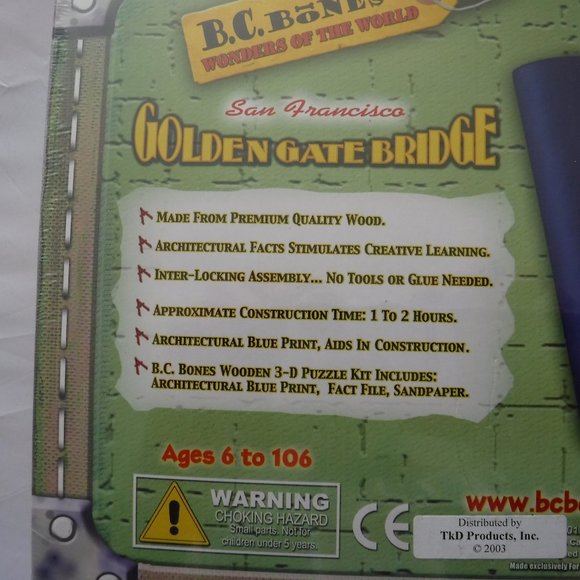 B.C. BONES
WONDERS OF THE WORLD
San Francisco
GOLDEN GATE BRIDGE
MADE FROM PREMIUM QUALITY WOOD.
ARCHITECTURAL FACTS STIMULATES CREATIVE LEARNING.
INTER-LOCKING ASSEMBLY... NO TOOLS OR GLUE NEEDED.
APPROXIMATE CONSTRUCTION TIME: 1 TO 2 HOURS.
ARCHITECTURAL BLUE PRINT, AIDS IN CONSTRUCTION.
B.C. BONES WOODEN 3-D PUZZLE KIT INCLUDES:
ARCHITECTURAL BLUE PRINT, FACT FILE, SANDPAPER.
Ages 6 to 106
WARNING
CHOKING HAZARD
Small parts. Not for
children under 5 years.
CE
www.bcb
Distributed by
TkD Products, Inc.
© 2003
Made exclusively For